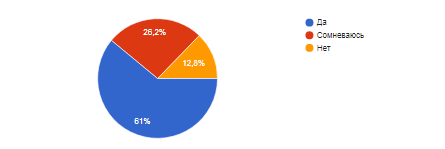 Да
Сомневаюсь
Нет
26,2%
12,8%
61%